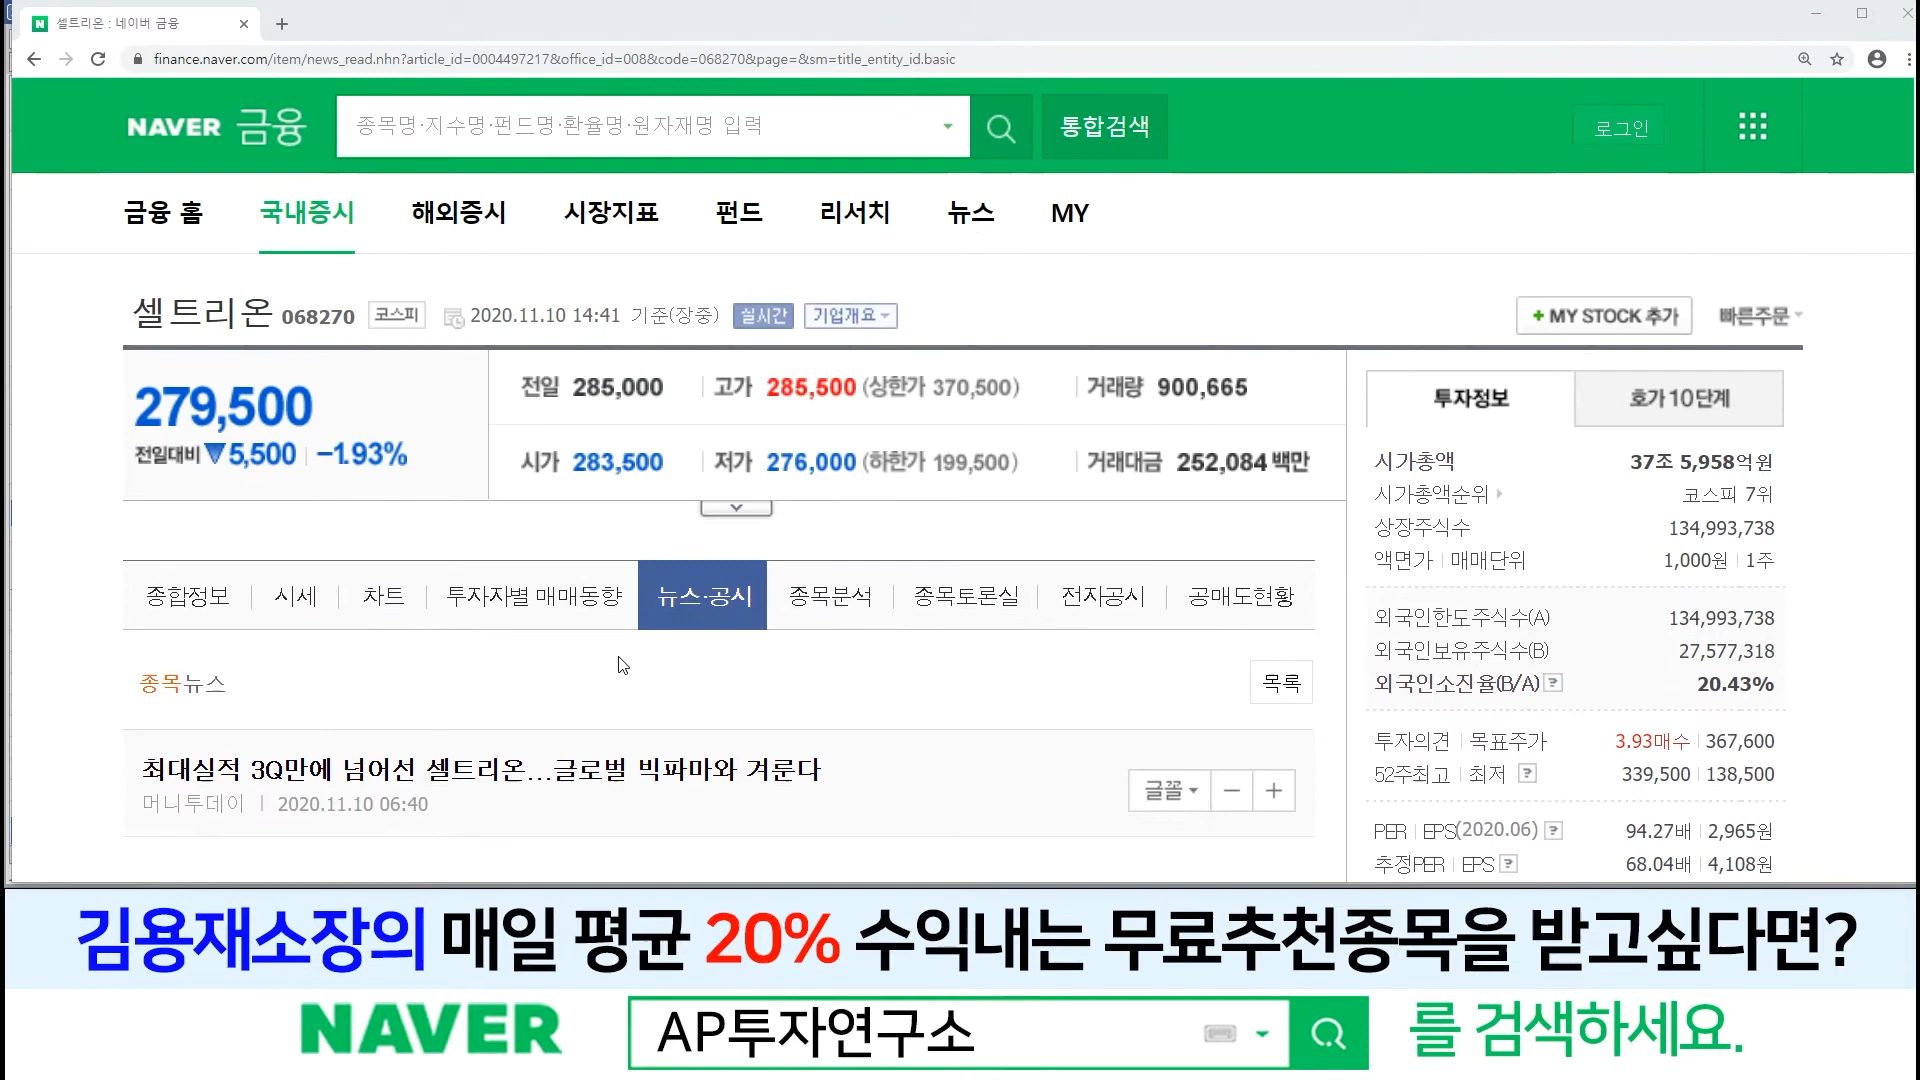 셀트리온 : 네이버 금융
finance.naver.com/item/news_read.nhn?article_id=0004497217&office_id=008&code=068270&page=&sm=title_entity_id.basic
NAVER 금융
종목명·지수명·펀드명·환율명·원자재명 입력
통합검색
로그인
금융 홈 국내증시 해외증시 시장지표 펀드 리서치 뉴스 MY
셀트리온 068270 코스피 2020.11.10 14:41 기준(장중) 실시간 기업개요
+ MY STOCK 추가 빠른주문
279,500
전일대비 ▼5,500 | -1.93%
전일 285,000 | 고가 285,500 (상한가 370,500) | 거래량 900,665
시가 283,500 | 저가 276,000 (하한가 199,500) | 거래대금 252,084 백만
투자정보 호가 10단계
시가총액 37조 5,958억원
시가총액순위 코스피 7위
상장주식수 134,993,738
액면가 | 매매단위 1,000원 | 1주
외국인한도주식수(A) 134,993,738
외국인보유주식수(B) 27,577,318
외국인소진율(B/A) ? 20.43%
투자의견 | 목표주가 3.93매수 | 367,600
52주최고 | 최저 ? 339,500 | 138,500
PER | EPS(2020.06) ? 94.27배 | 2,965원
추정PER | EPS ? 68.04배 | 4,108원
종합정보 | 시세 | 차트 | 투자자별 매매동향 뉴스·공시 종목분석 | 종목토론실 | 전자공시 | 공매도현황
종목뉴스
목록
최대실적 3Q만에 넘어선 셀트리온...글로벌 빅파마와 겨룬다
머니투데이 | 2020.11.10 06:40
글꼴 − +
김용재소장의 매일 평균 20% 수익내는 무료추천종목을 받고싶다면?
NAVER AP투자연구소 를 검색하세요.